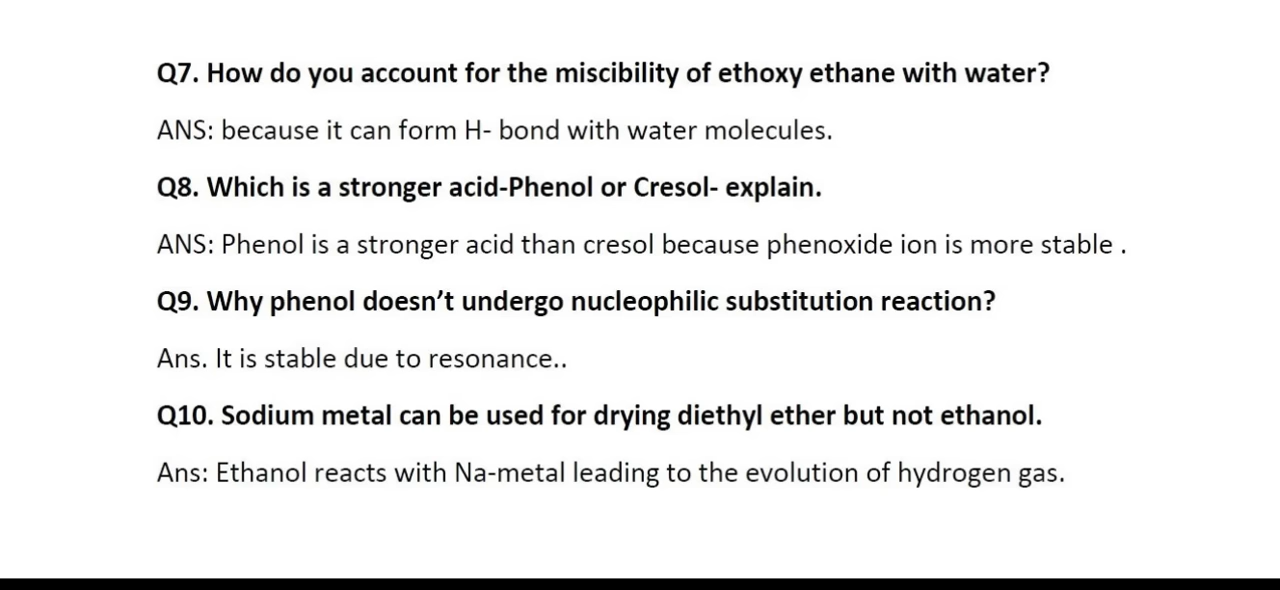 Q7. How do you account for the miscibility of ethoxy ethane with water?
ANS: because it can form H- bond with water molecules.
Q8. Which is a stronger acid-Phenol or Cresol- explain.
ANS: Phenol is a stronger acid than cresol because phenoxide ion is more stable .
Q9. Why phenol doesn’t undergo nucleophilic substitution reaction?
Ans. It is stable due to resonance..
Q10. Sodium metal can be used for drying diethyl ether but not ethanol.
Ans: Ethanol reacts with Na-metal leading to the evolution of hydrogen gas.